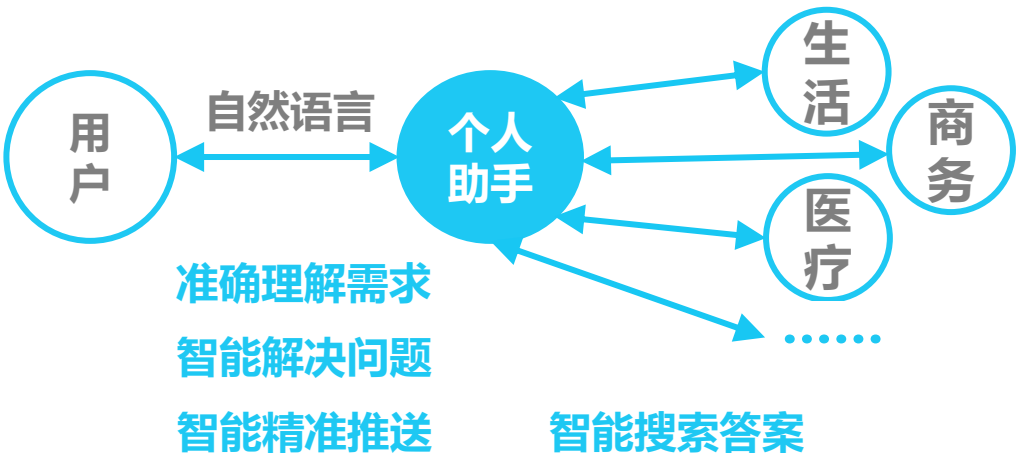 用
户
自然语言
个人
助手
生
活
商
务
医
疗
······
准确理解需求
智能解决问题
智能精准推送
智能搜索答案